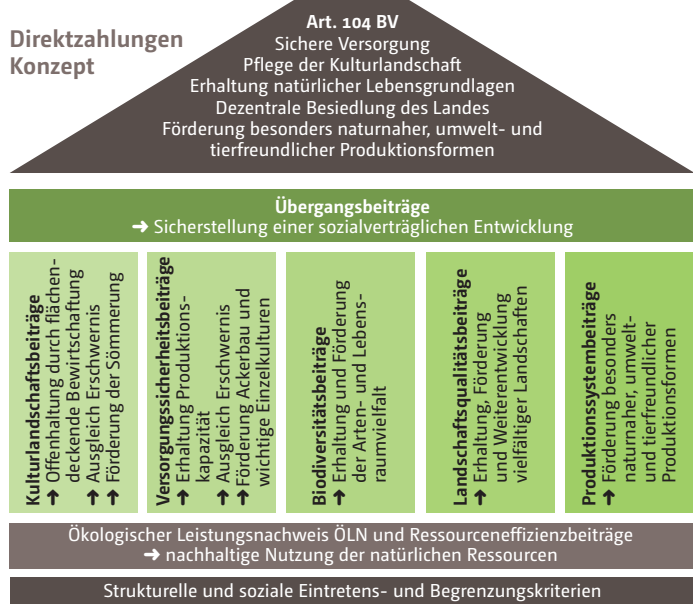 Direktzahlungen
Konzept
Art. 104 BV
Sichere Versorgung
Pflege der Kulturlandschaft
Erhaltung natürlicher Lebensgrundlagen
Dezentrale Besiedlung des Landes
Förderung besonders naturnaher, umwelt- und
tierfreundlicher Produktionsformen
Übergangsbeiträge
➜ Sicherstellung einer sozialverträglichen Entwicklung
Kulturlandschaftsbeiträge
➜ Offenhaltung durch flächen-
deckende Bewirtschaftung
➜ Ausgleich Erschwernis
➜ Förderung der Sömmerung
Versorgungssicherheitsbeiträge
➜ Erhaltung Produktions-
kapazität
➜ Ausgleich Erschwernis
➜ Förderung Ackerbau und
wichtige Einzelkulturen
Biodiversitätsbeiträge
➜ Erhaltung und Förderung
der Arten- und Lebens-
raumvielfalt
Landschaftsqualitätsbeiträge
➜ Erhaltung, Förderung
und Weiterentwicklung
vielfältiger Landschaften
Produktionssystembeiträge
➜ Förderung besonders
naturnaher, umwelt-
und tierfreundlicher
Produktionsformen
Ökologischer Leistungsnachweis ÖLN und Ressourceneffizienzbeiträge
➜ nachhaltige Nutzung der natürlichen Ressourcen
Strukturelle und soziale Eintretens- und Begrenzungskriterien